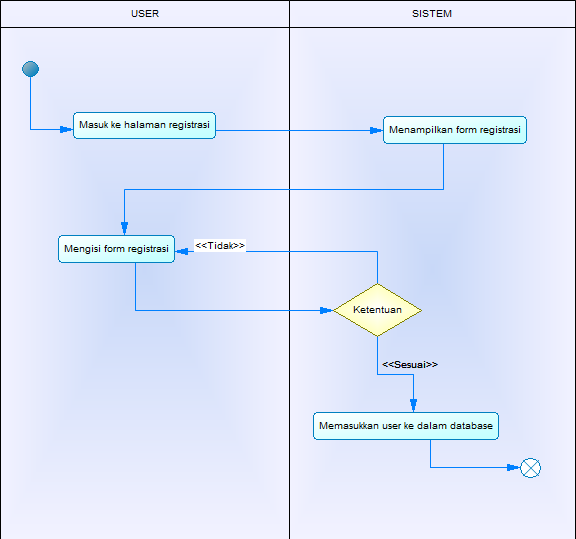 USER
SISTEM
Masuk ke halaman registrasi
Menampilkan form registrasi
Mengisi form registrasi
<<Tidak>>
Ketentuan
<<Sesuai>>
Memasukkan user ke dalam database